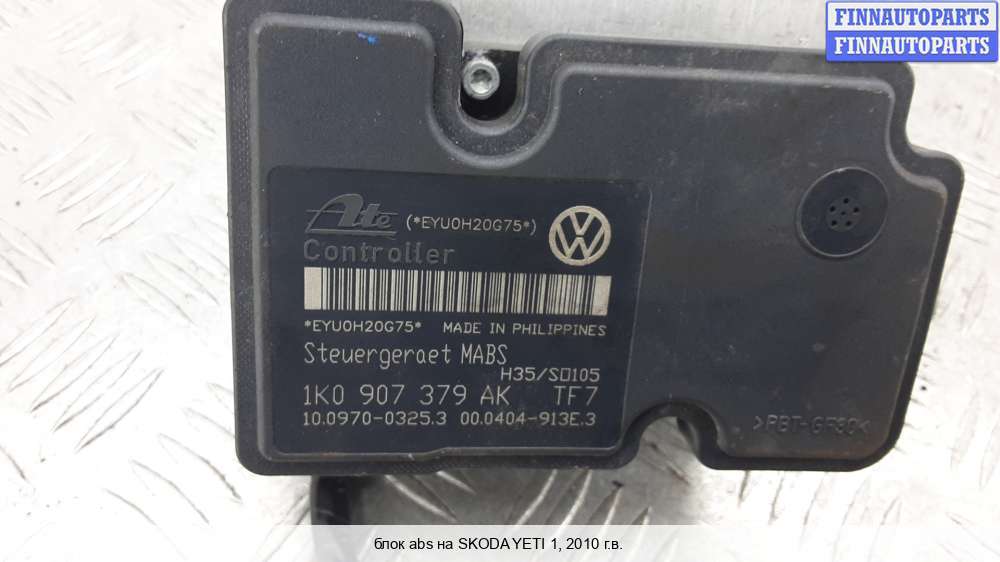 FINNAUTOPARTS
FINNAUTOPARTS
Ate (*EYU0H20G75*)
Controller
*EYU0H20G75* MADE IN PHILIPPINES
Steuergeraet MABS
H35/S0105
1K0 907 379 AK TF7
10.0970-0325.3 00.0404-913E.3
>PBT-GF30<
блок abs на SKODA YETI 1, 2010 г.в.